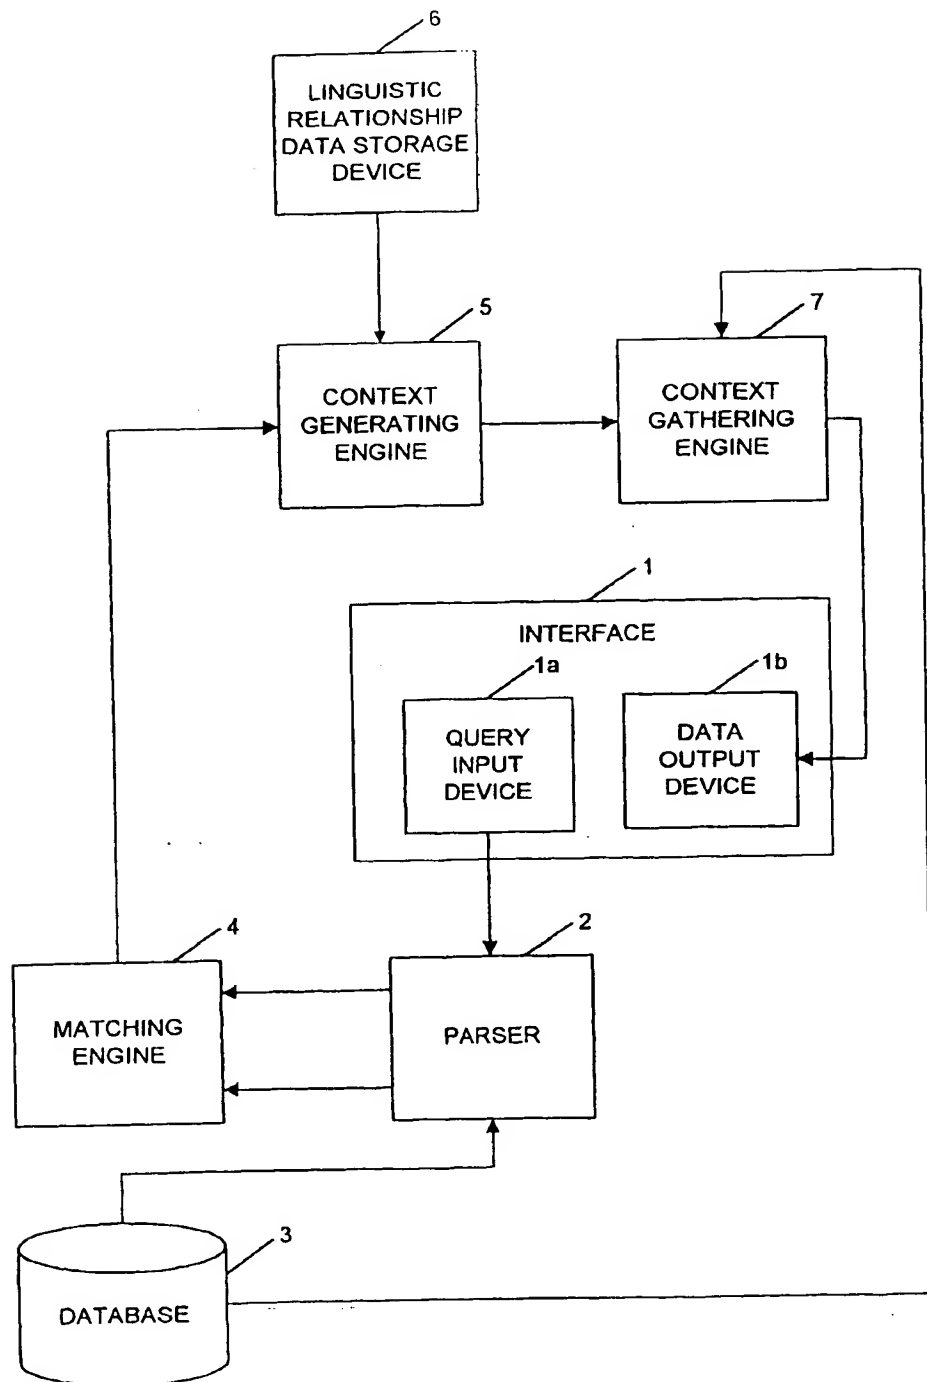 6
LINGUISTIC
RELATIONSHIP
DATA STORAGE
DEVICE
5
CONTEXT
GENERATING
ENGINE
7
CONTEXT
GATHERING
ENGINE
1
INTERFACE
1a
QUERY
INPUT
DEVICE
1b
DATA
OUTPUT
DEVICE
4
MATCHING
ENGINE
2
PARSER
3
DATABASE